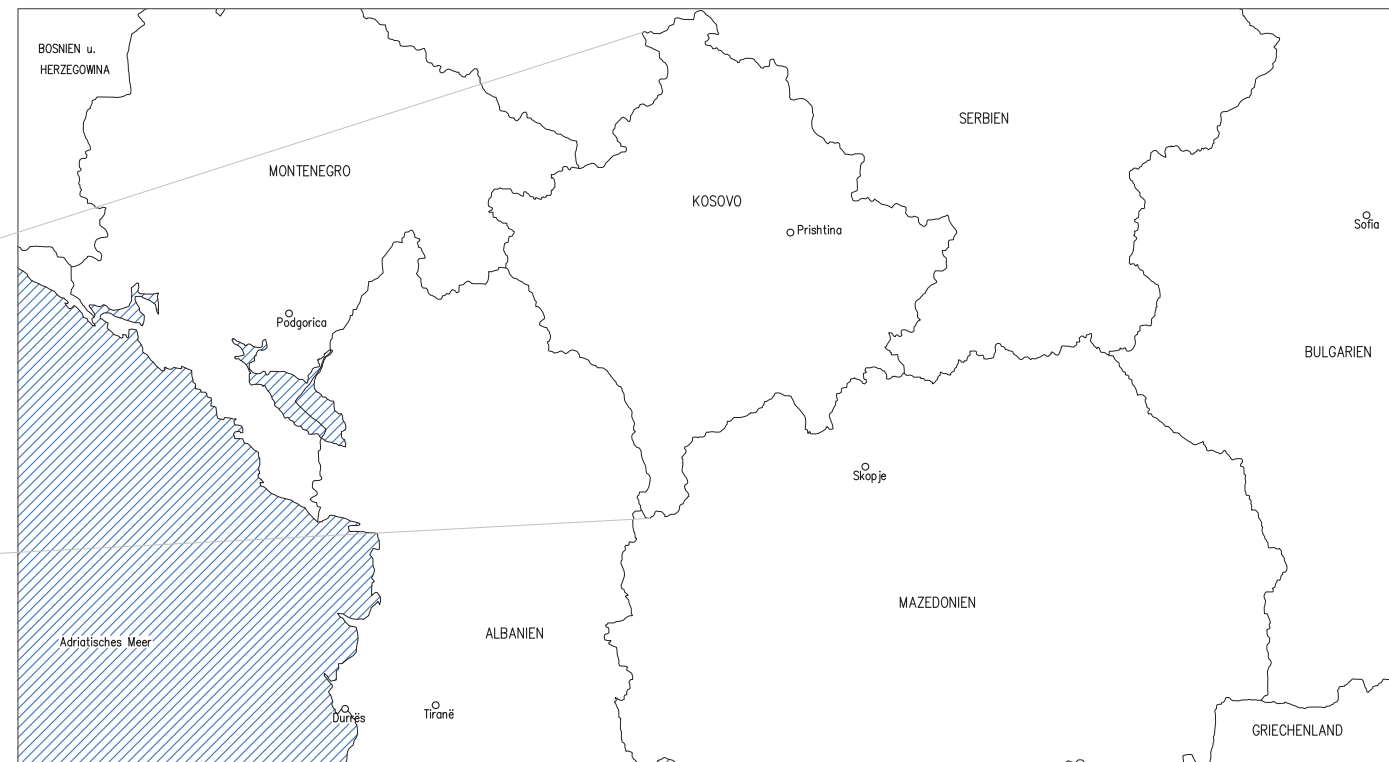 BOSNIEN u.
HERZEGOWINA
SERBIEN
MONTENEGRO
KOSOVO
Prishtina
Sofia
Podgorica
BULGARIEN
Skopje
MAZEDONIEN
ALBANIEN
Adriatisches Meer
Durrës
Tiranë
GRIECHENLAND